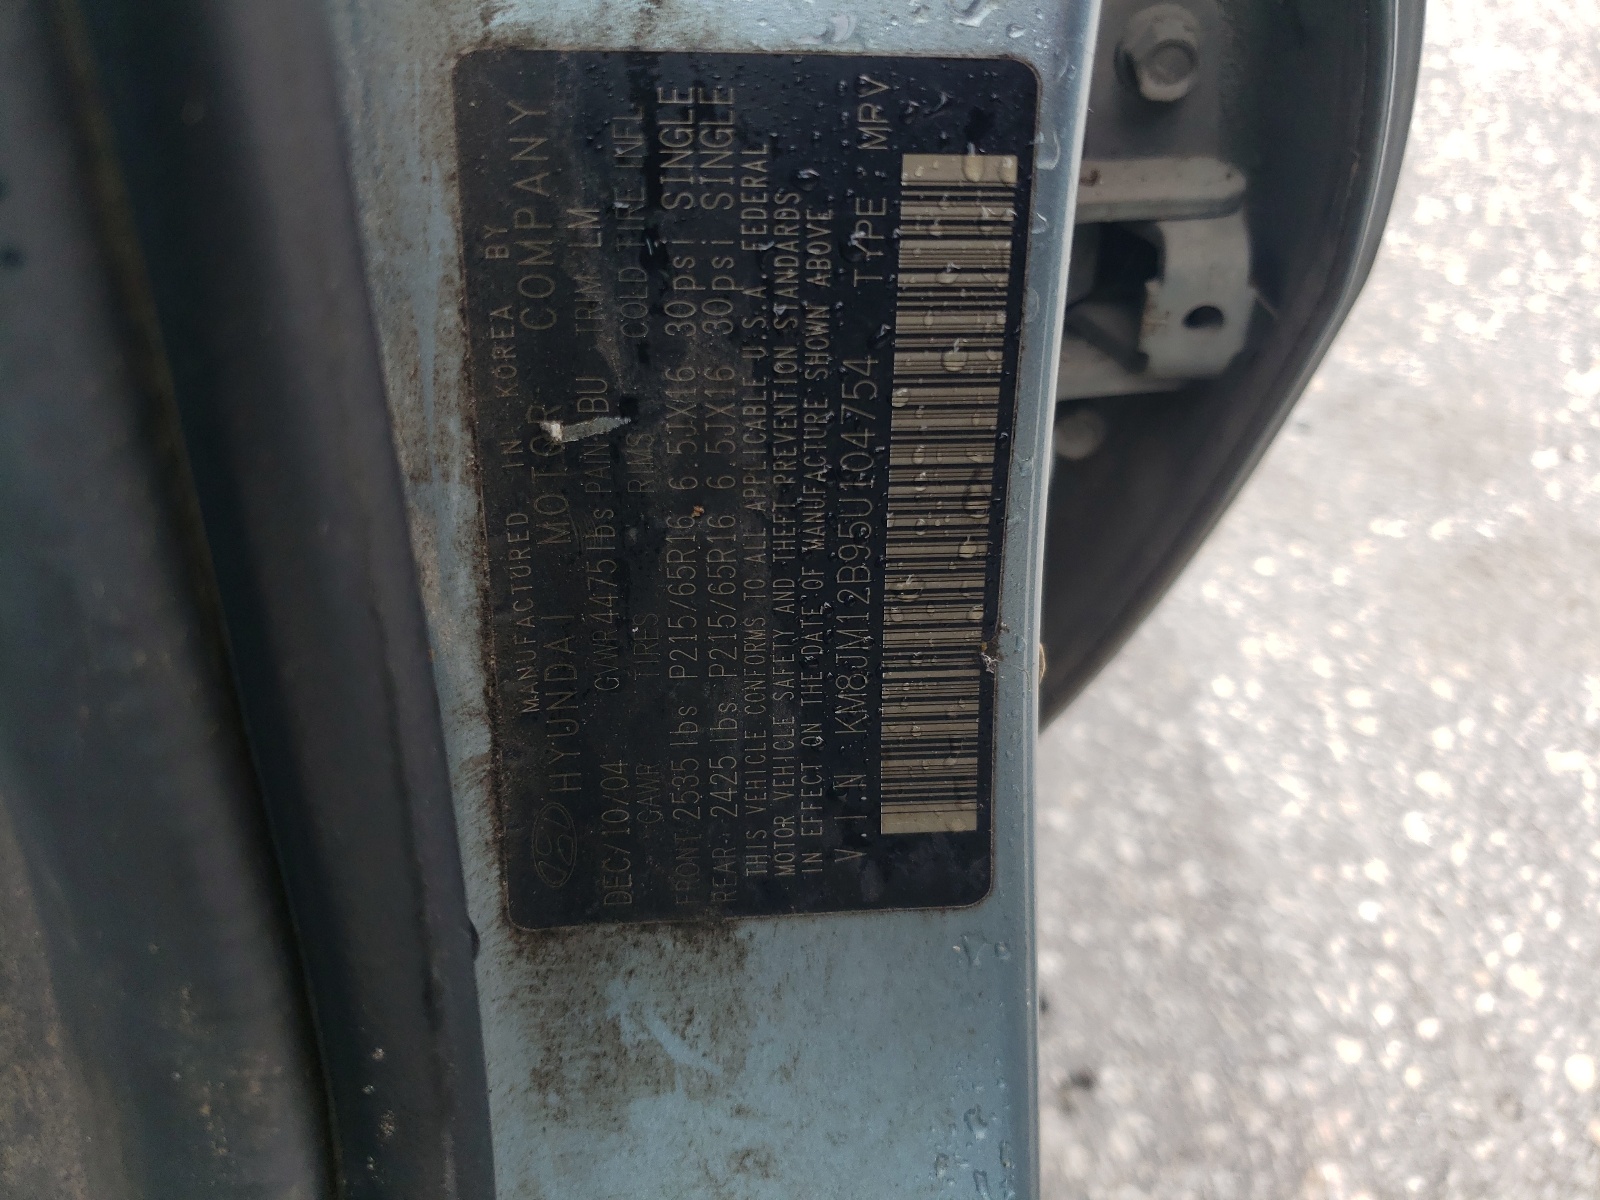 MANUFACTURED IN KOREA BY
HYUNDAI MOTOR COMPANY
DEC/10/04 GVWR 4475lbs PAINT BU TRIM LM
GAWR TIRES RIMS COLD TIRE INFL
FRONT 2535lbs P215/65R16 6.5JX16 30psi SINGLE
REAR 2425lbs P215/65R16 6.5JX16 30psi SINGLE
THIS VEHICLE CONFORMS TO ALL APPLICABLE U.S.A FEDERAL
MOTOR VEHICLE SAFETY AND THEFT PREVENTION STANDARDS
IN EFFECT ON THE DATE OF MANUFACTURE SHOWN ABOVE
V.I.N : KM8JM12B95U104754 TYPE : MRV